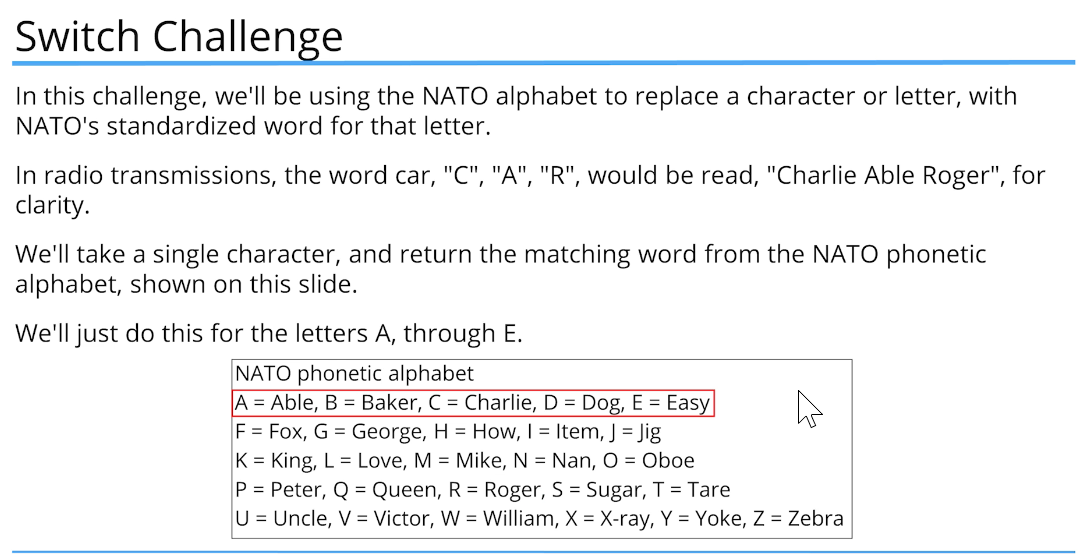 Switch Challenge
In this challenge, we'll be using the NATO alphabet to replace a character or letter, with
NATO's standardized word for that letter.
In radio transmissions, the word car, "C", "A", "R", would be read, "Charlie Able Roger", for
clarity.
We'll take a single character, and return the matching word from the NATO phonetic
alphabet, shown on this slide.
We'll just do this for the letters A, through E.
NATO phonetic alphabet
A = Able, B = Baker, C = Charlie, D = Dog, E = Easy
F = Fox, G = George, H = How, I = Item, J = Jig
K = King, L = Love, M = Mike, N = Nan, O = Oboe
P = Peter, Q = Queen, R = Roger, S = Sugar, T = Tare
U = Uncle, V = Victor, W = William, X = X-ray, Y = Yoke, Z = Zebra